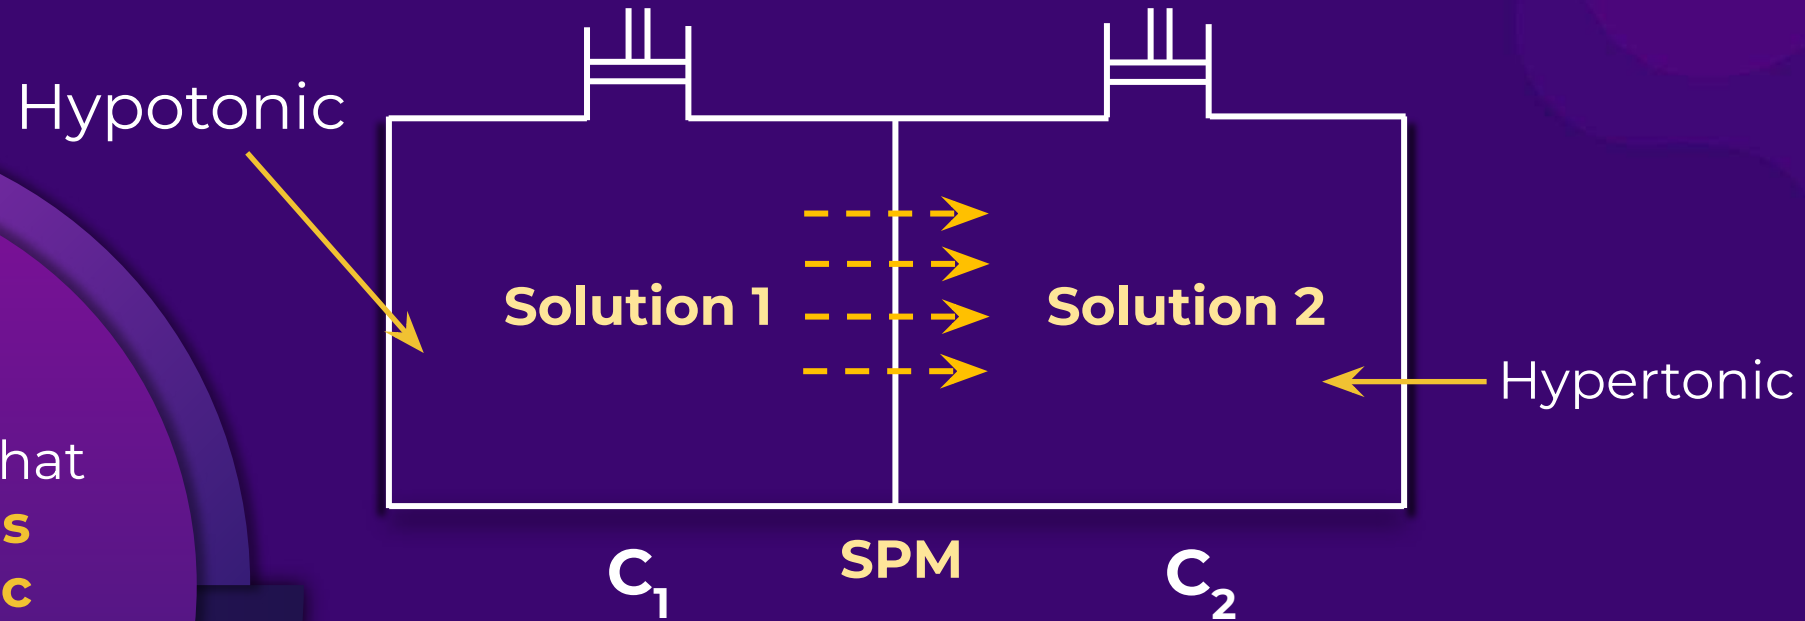 Hypotonic
Solution 1
Solution 2
Hypertonic
hat
s
c
C1
SPM
C2